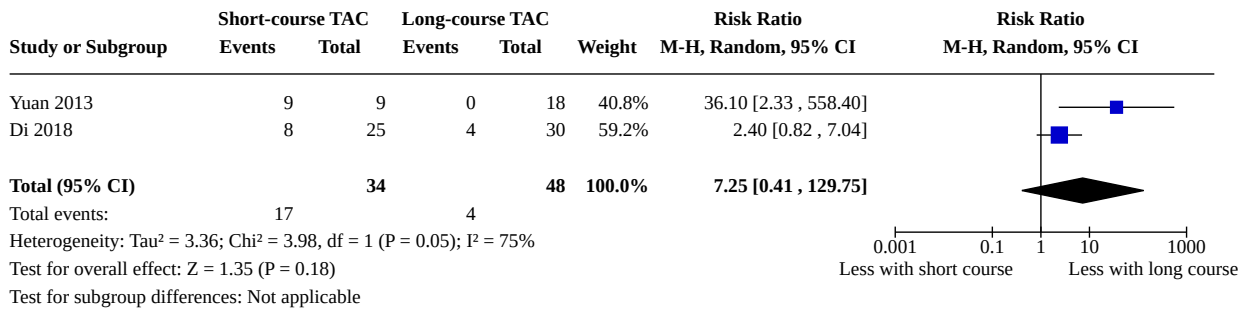 Short-course TAC Long-course TAC Risk Ratio Risk Ratio
Study or Subgroup Events Total Events Total Weight M-H, Random, 95% CI M-H, Random, 95% CI
Yuan 2013 9 9 0 18 40.8% 36.10 [2.33 , 558.40]
Di 2018 8 25 4 30 59.2% 2.40 [0.82 , 7.04]
Total (95% CI) 34 48 100.0% 7.25 [0.41 , 129.75]
Total events: 17 4
Heterogeneity: Tau² = 3.36; Chi² = 3.98, df = 1 (P = 0.05); I² = 75%
0.001 0.1 1 10 1000
Test for overall effect: Z = 1.35 (P = 0.18) Less with short course Less with long course
Test for subgroup differences: Not applicable